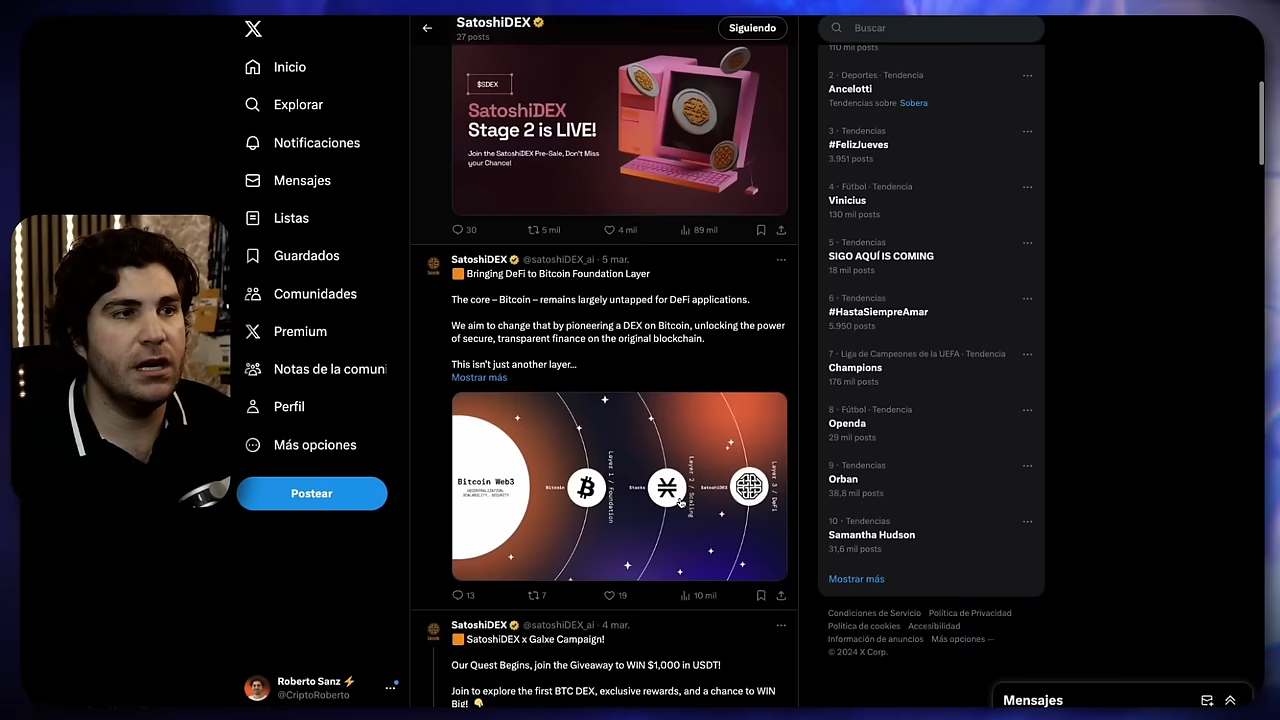 Inicio
Explorar
Notificaciones
Mensajes
Listas
Guardados
Comunidades
Premium
Notas de la comuni
Perfil
Más opciones
Postear
Roberto Sanz
@CriptoRoberto
SatoshiDEX
27 posts
Siguiendo
$SDEX
SatoshiDEX
Stage 2 is LIVE!
Join the SatoshiDEX Pre-Sale, Don't Miss
your Chance!
30
5 mil
4 mil
89 mil
SatoshiDEX @satoshiDEX_ai · 5 mar.
Bringing DeFi to Bitcoin Foundation Layer
The core – Bitcoin – remains largely untapped for DeFi applications.
We aim to change that by pioneering a DEX on Bitcoin, unlocking the power
of secure, transparent finance on the original blockchain.
This isn't just another layer...
Mostrar más
Bitcoin Web3
DECENTRALIZATION,
SCALABILITY, SECURITY
Bitcoin
Layer 1 / Foundation
Stacks
Layer 2 / Scaling
SatoshiDEX
Layer 3 / DeFi
13
7
19
10 mil
SatoshiDEX @satoshiDEX_ai · 4 mar.
SatoshiDEX x Galxe Campaign!
Our Quest Begins, join the Giveaway to WIN $1,000 in USDT!
Join to explore the first BTC DEX, exclusive rewards, and a chance to WIN
Big!
Buscar
110 mil posts
2 · Deportes · Tendencia
Ancelotti
Tendencias sobre Sobera
3 · Tendencias
#FelizJueves
3.951 posts
4 · Fútbol · Tendencia
Vinicius
130 mil posts
5 · Tendencias
SIGO AQUÍ IS COMING
18 mil posts
6 · Tendencias
#HastaSiempreAmar
5.950 posts
7 · Liga de Campeones de la UEFA · Tendencia
Champions
176 mil posts
8 · Fútbol · Tendencia
Openda
29 mil posts
9 · Tendencias
Orban
38,8 mil posts
10 · Tendencias
Samantha Hudson
31,6 mil posts
Mostrar más
Condiciones de Servicio Política de Privacidad
Política de cookies Accesibilidad
Información de anuncios Más opciones ···
© 2024 X Corp.
Mensajes